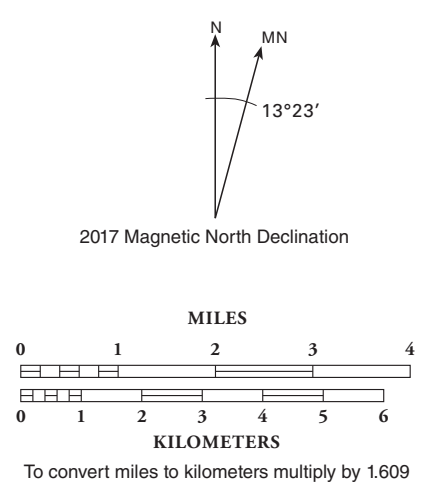 N
MN
13°23′
2017 Magnetic North Declination
MILES
0 1 2 3 4
0 1 2 3 4 5 6
KILOMETERS
To convert miles to kilometers multiply by 1.609